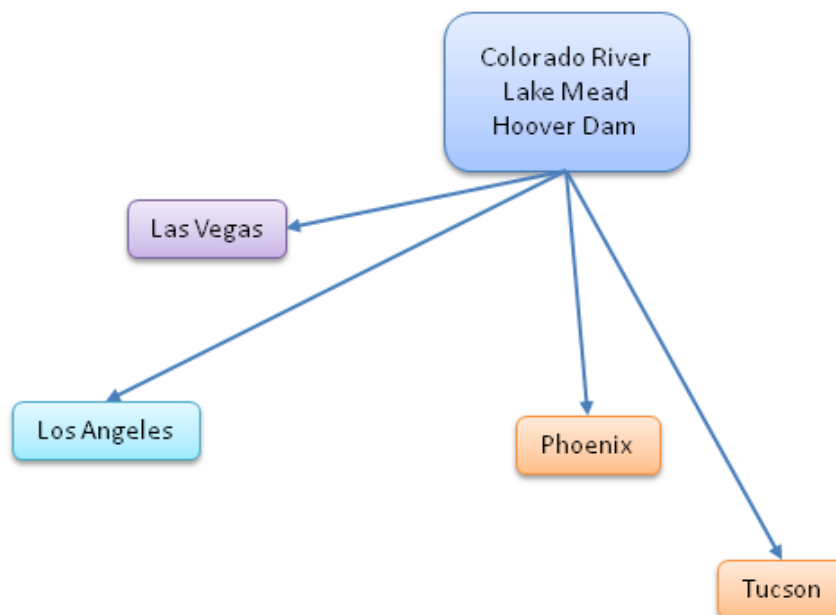 Colorado River
Lake Mead
Hoover Dam
Las Vegas
Los Angeles
Phoenix
Tucson